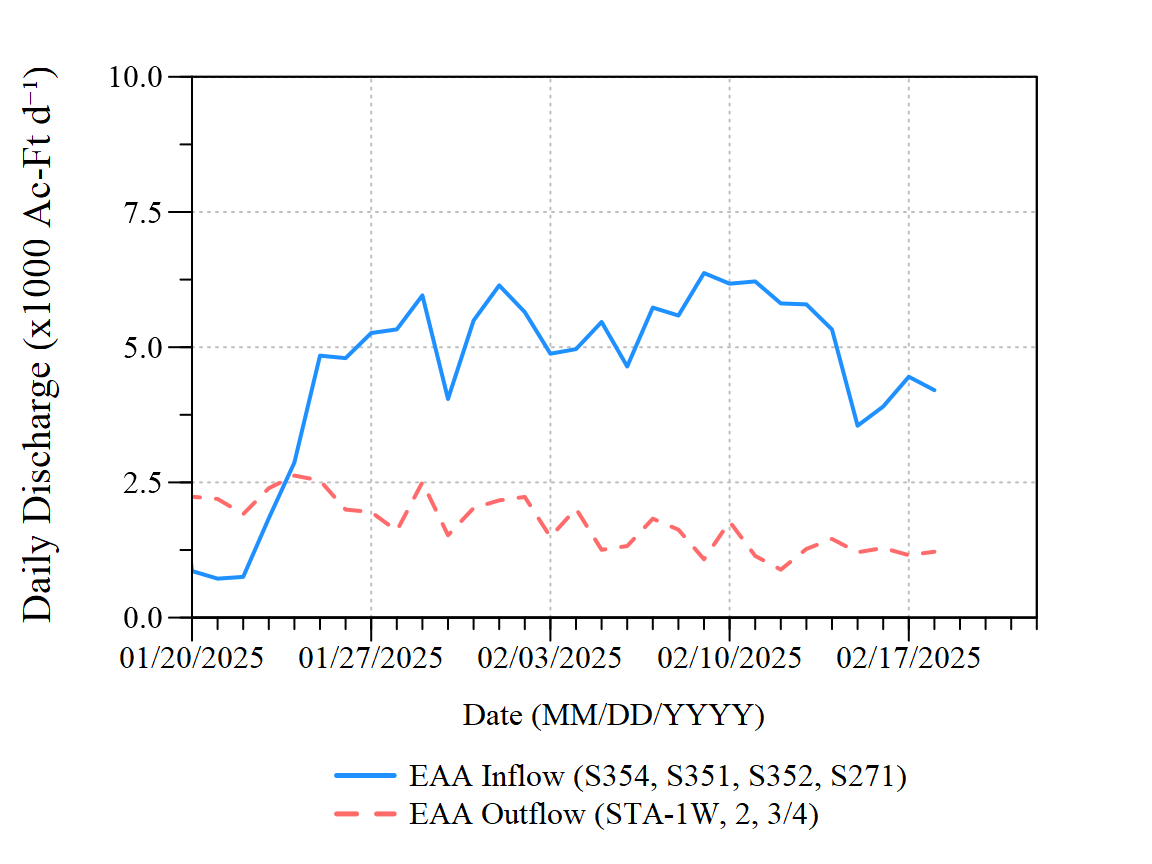 Daily Discharge (x1000 Ac-Ft d⁻¹)
10.0
7.5
5.0
2.5
0.0
01/20/2025 01/27/2025 02/03/2025 02/10/2025 02/17/2025
Date (MM/DD/YYYY)
EAA Inflow (S354, S351, S352, S271)
EAA Outflow (STA-1W, 2, 3/4)